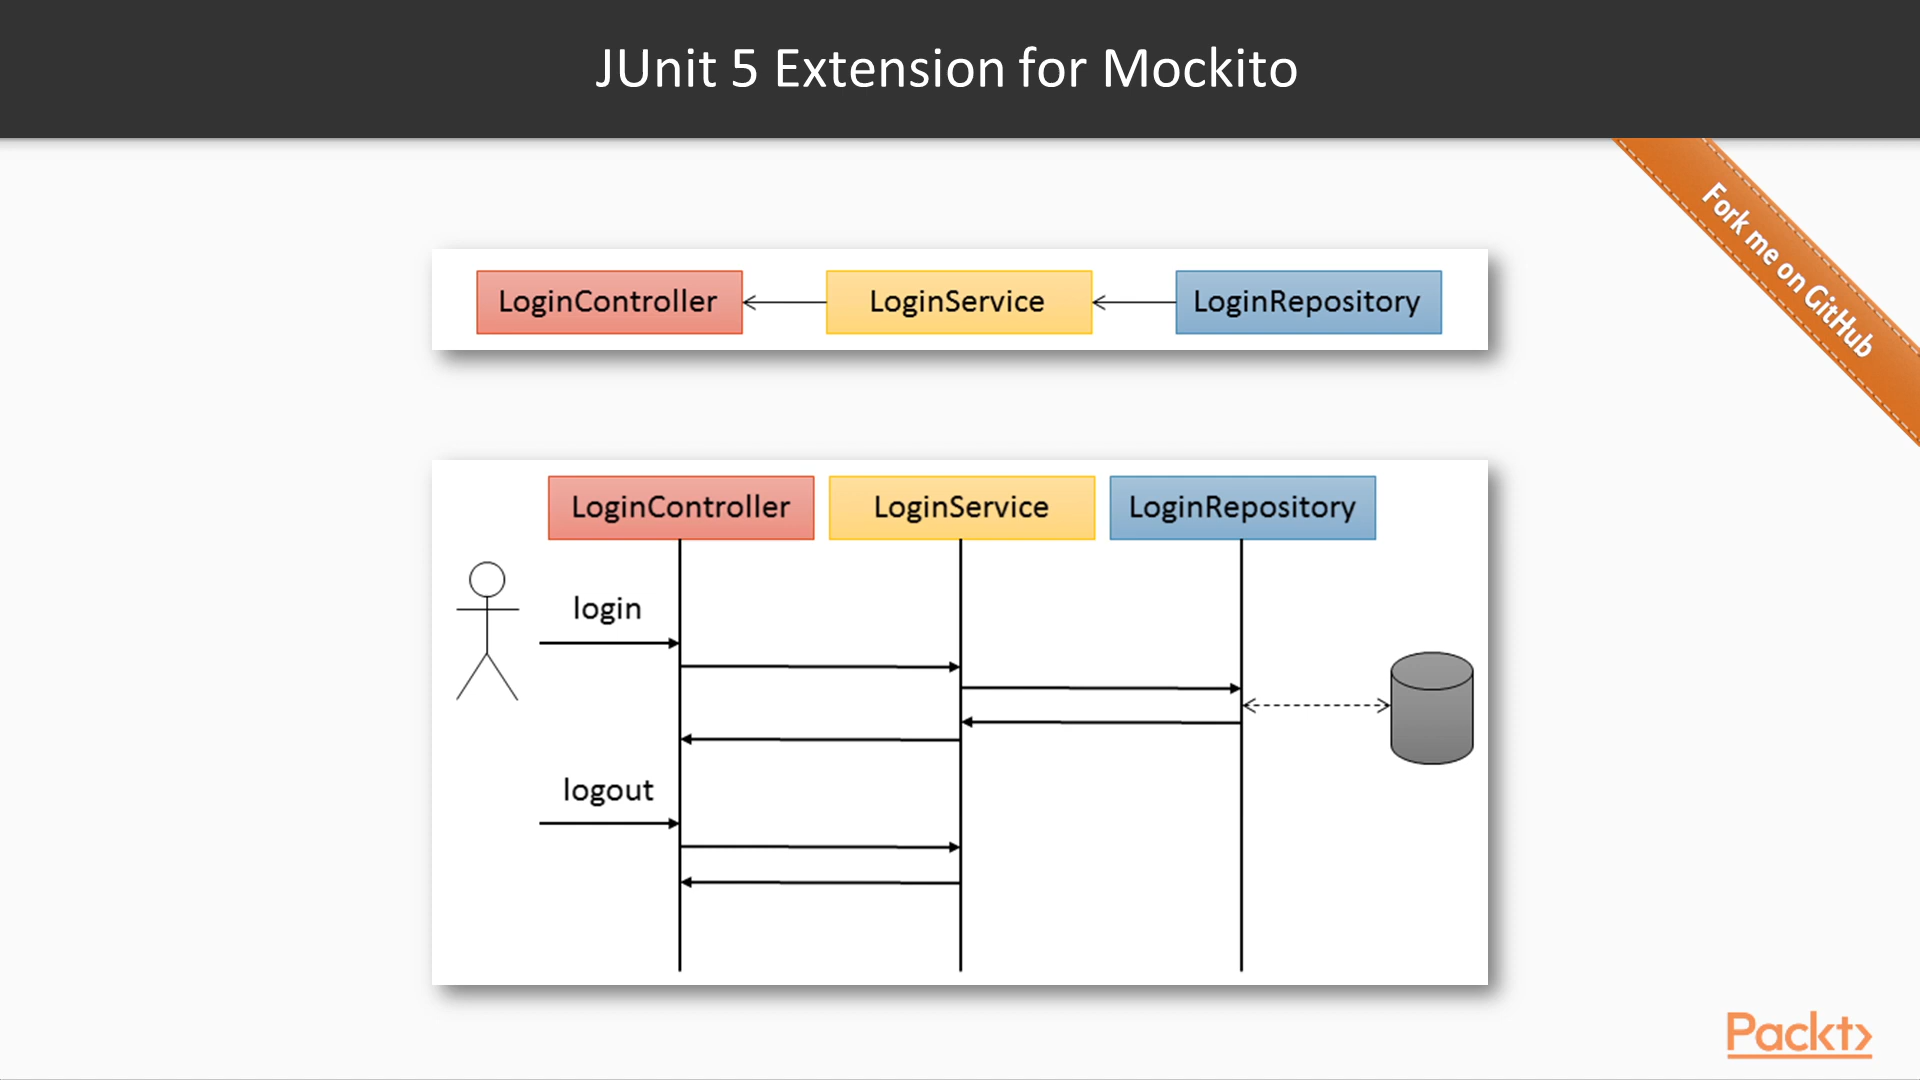 JUnit 5 Extension for Mockito
Fork me on GitHub
LoginController
LoginService
LoginRepository
LoginController
LoginService
LoginRepository
login
logout
Packt